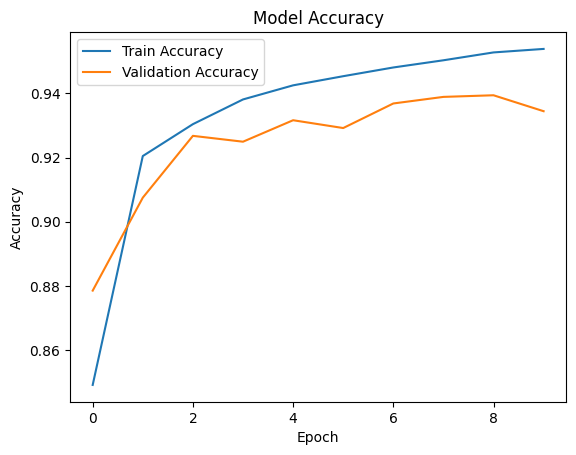 Model Accuracy
Train Accuracy
Validation Accuracy
Accuracy
0.94
0.92
0.90
0.88
0.86
0 2 4 6 8
Epoch